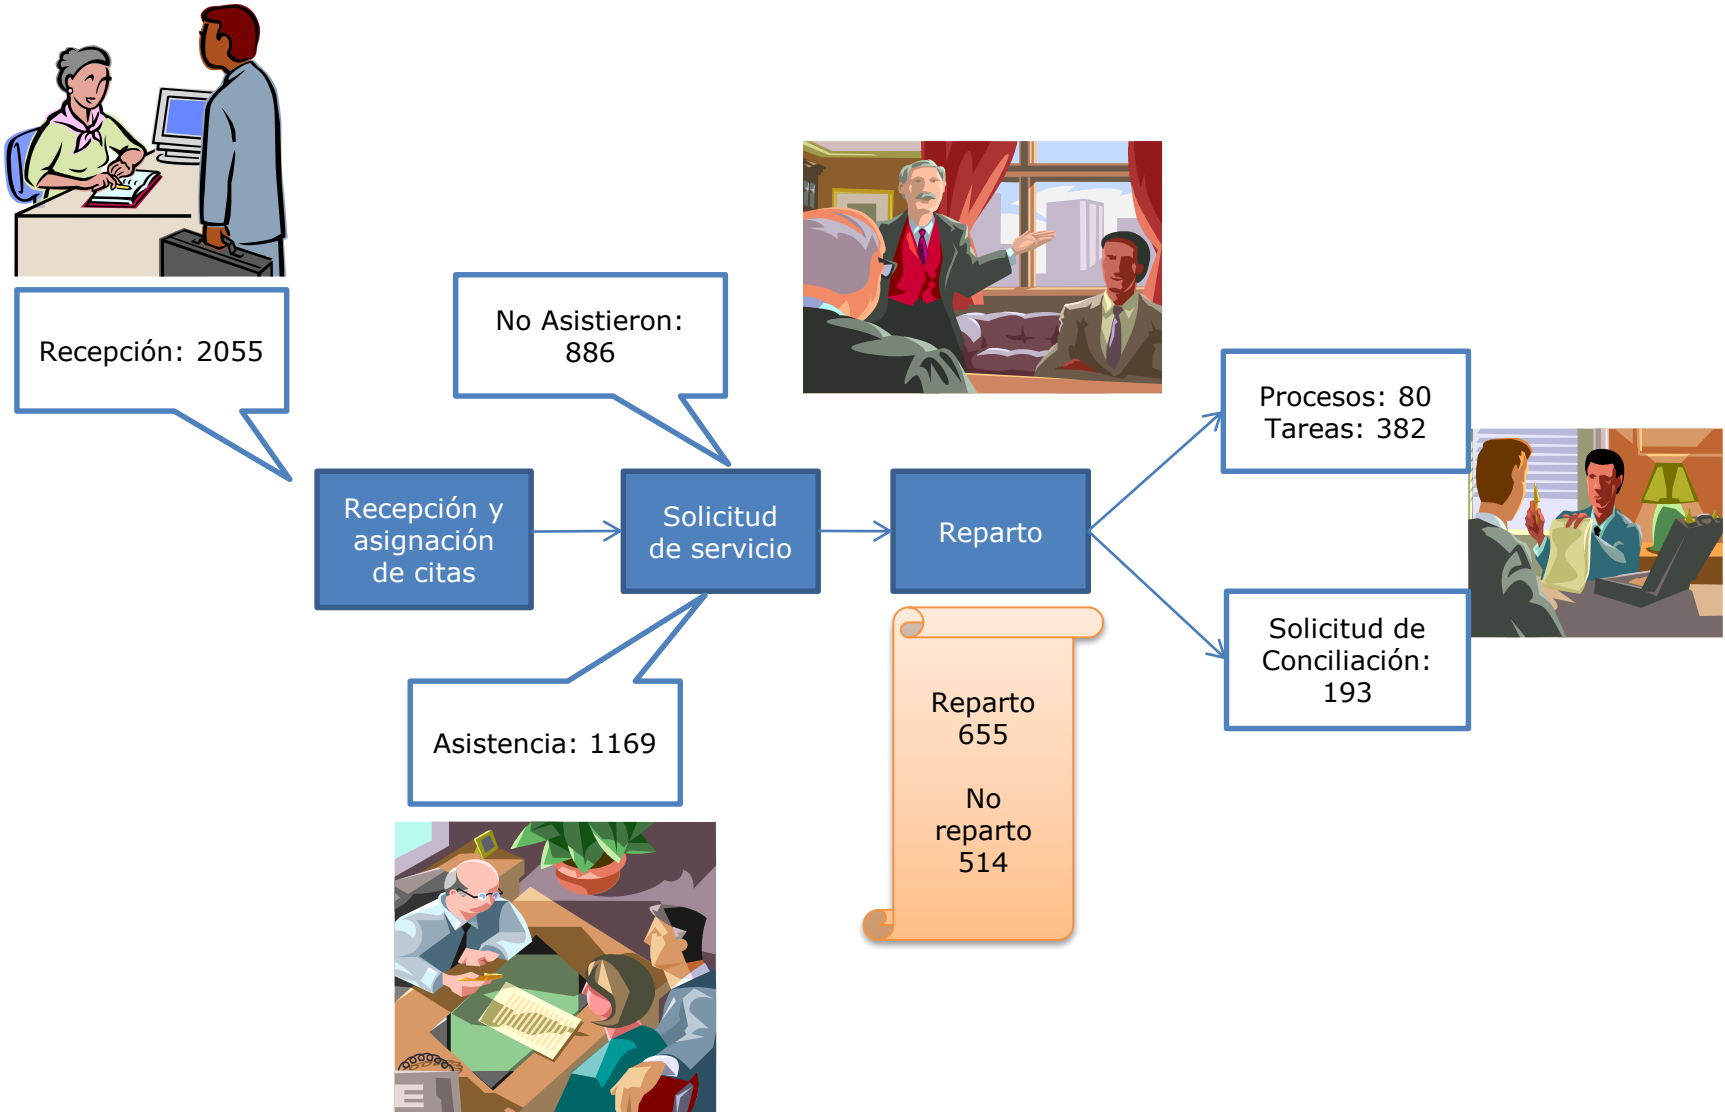 Recepción: 2055
No Asistieron:
886
Recepción y
asignación
de citas
Solicitud
de servicio
Reparto
Procesos: 80
Tareas: 382
Solicitud de
Conciliación:
193
Asistencia: 1169
Reparto
655
No
reparto
514